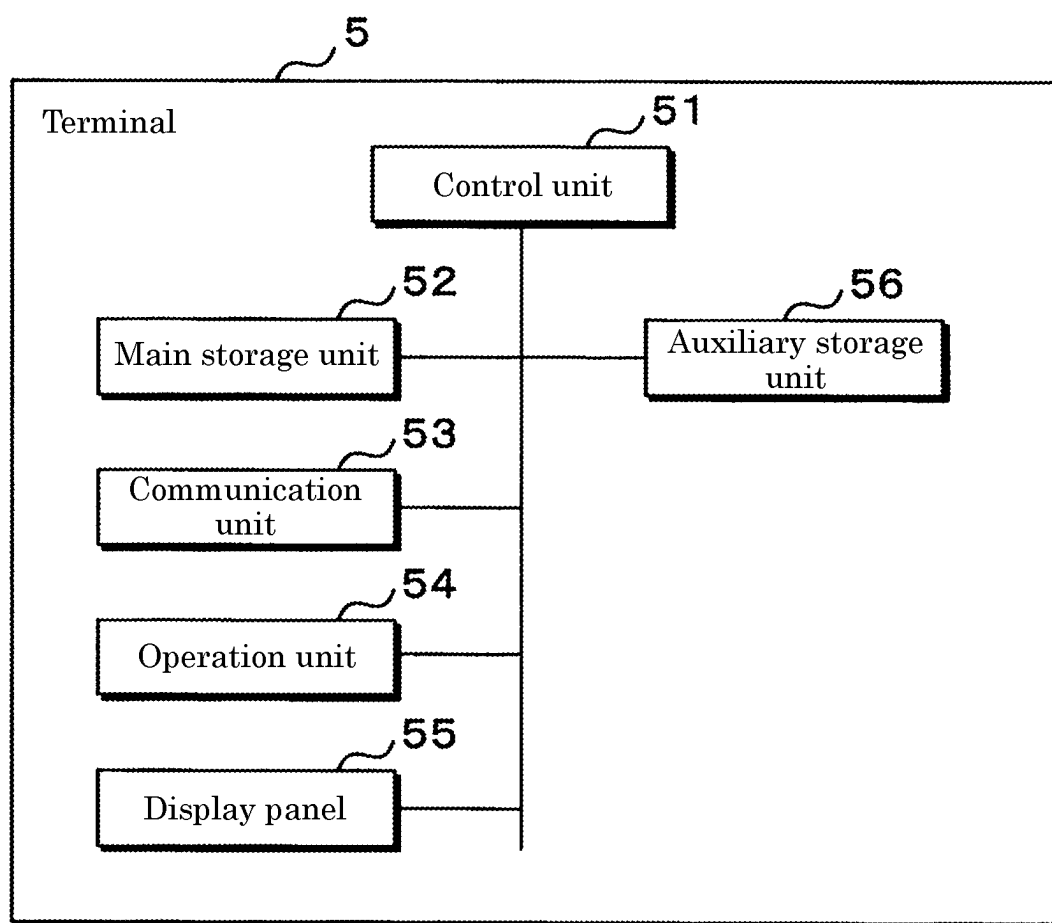 5
Terminal
51
Control unit
52
Main storage unit
56
Auxiliary storage
unit
53
Communication
unit
54
Operation unit
55
Display panel